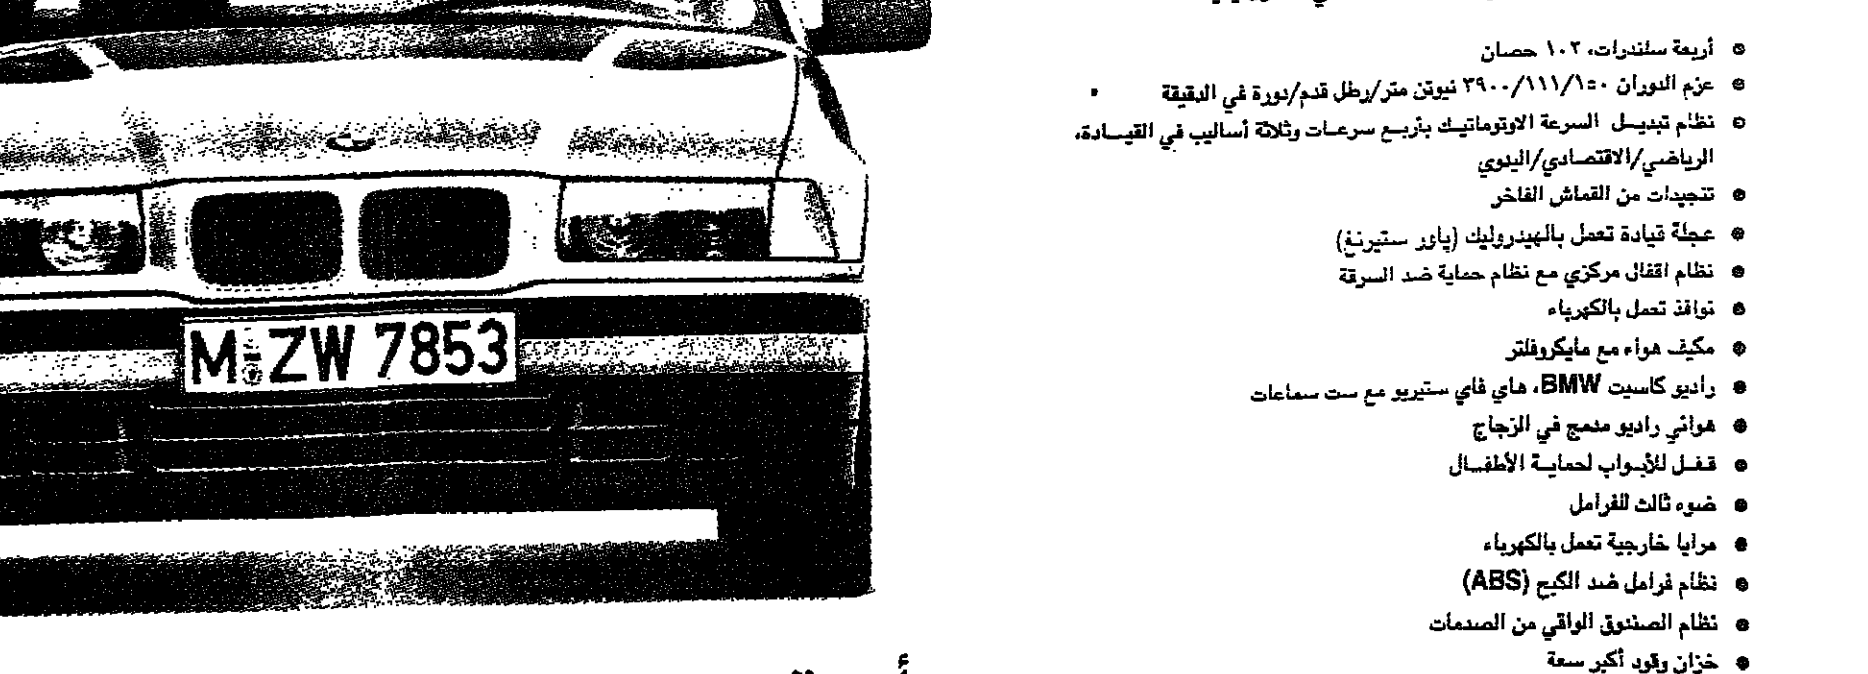 أربعة سلندرات، ١٠٢ حصان
عزم الدوران ١٥٠/١١١/٣٩٠٠ نيوتن متر/رطل قدم/دورة في الدقيقة
نظام تبديل السرعة الاوتوماتيك بأربع سرعات وثلاثة أساليب في القيادة،
الرياضي/الاقتصادي/اليدوي
تنجيدات من القماش الفاخر
عجلة قيادة تعمل بالهيدروليك (پاور ستيرنغ)
نظام اقفال مركزي مع نظام حماية ضد السرقة
نوافذ تعمل بالكهرباء
مكيف هواء مع مايكروفلتر
راديو كاسيت BMW، هاي فاي ستيريو مع ست سماعات
هوائي راديو مدمج في الزجاج
قفل للأبواب لحماية الأطفال
ضوء ثالث للفرامل
مرايا خارجية تعمل بالكهرباء
نظام فرامل ضد الكبح (ABS)
نظام الصندوق الواقي من الصدمات
خزان وقود أكبر سعة
M ZW 7853